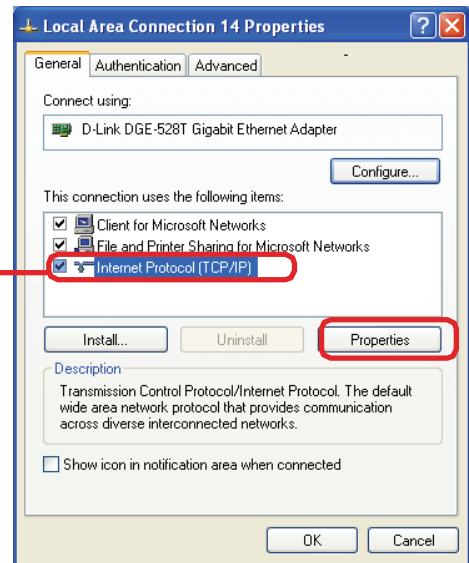 Local Area Connection 14 Properties
General Authentication Advanced
Connect using:
D-Link DGE-528T Gigabit Ethernet Adapter
Configure...
This connection uses the following items:
Client for Microsoft Networks
File and Printer Sharing for Microsoft Networks
Internet Protocol (TCP/IP)
Install... Uninstall Properties
Description
Transmission Control Protocol/Internet Protocol. The default
wide area network protocol that provides communication
across diverse interconnected networks.
Show icon in notification area when connected
OK Cancel